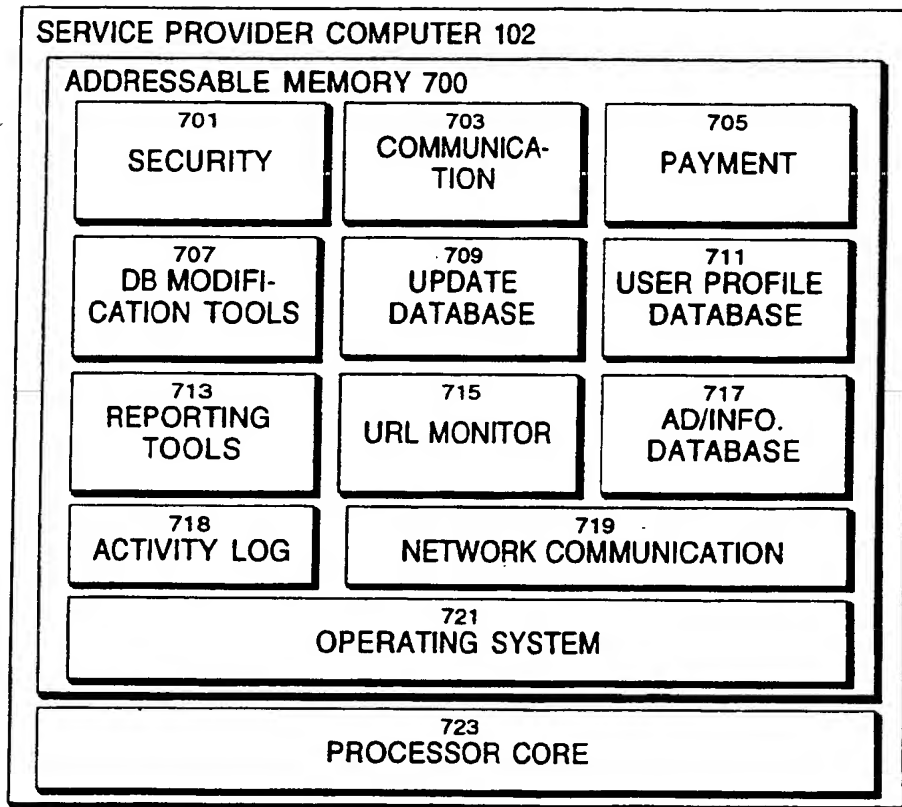 SERVICE PROVIDER COMPUTER 102
ADDRESSABLE MEMORY 700
701
SECURITY
703
COMMUNICA-
TION
705
PAYMENT
707
DB MODIFI-
CATION TOOLS
709
UPDATE
DATABASE
711
USER PROFILE
DATABASE
713
REPORTING
TOOLS
715
URL MONITOR
717
AD/INFO.
DATABASE
718
ACTIVITY LOG
719
NETWORK COMMUNICATION
721
OPERATING SYSTEM
723
PROCESSOR CORE